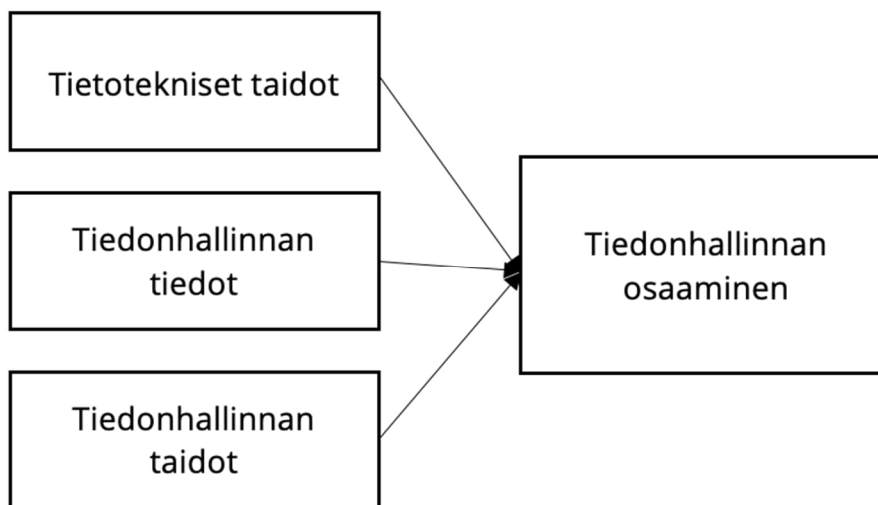 Tietotekniset taidot
Tiedonhallinnan
tiedot
Tiedonhallinnan
taidot
Tiedonhallinnan
osaaminen